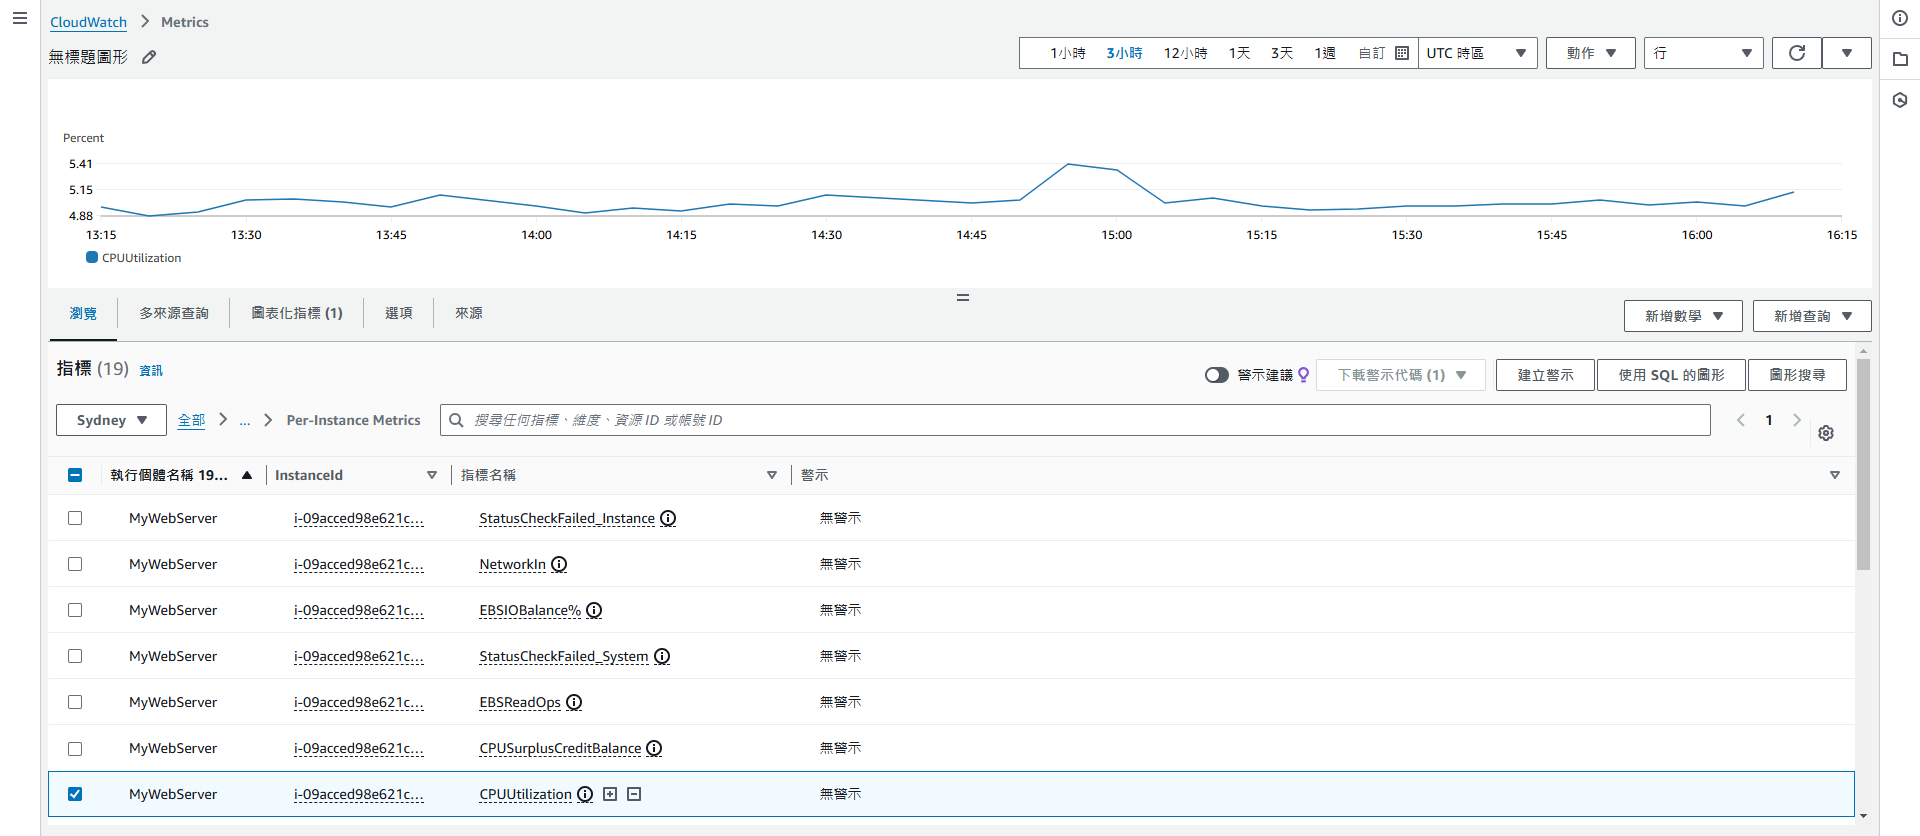 CloudWatch > Metrics
無標題圖形
1小時 3小時 12小時 1天 3天 1週 自訂 UTC 時區 動作 行
Percent
5.41
5.15
4.88
13:15 13:30 13:45 14:00 14:15 14:30 14:45 15:00 15:15 15:30 15:45 16:00 16:15
CPUUtilization
瀏覽 多來源查詢 圖表化指標 (1) 選項 來源 新增數學 新增查詢
指標 (19) 資訊 警示建議 下載警示代碼 (1) 建立警示 使用 SQL 的圖形 圖形搜尋
Sydney 全部 > ... > Per-Instance Metrics 搜尋任何指標、維度、資源 ID 或帳號 ID < 1 >
執行個體名稱 19... InstanceId 指標名稱 警示
MyWebServer i-09acced98e621c... StatusCheckFailed_Instance 無警示
MyWebServer i-09acced98e621c... NetworkIn 無警示
MyWebServer i-09acced98e621c... EBSIOBalance% 無警示
MyWebServer i-09acced98e621c... StatusCheckFailed_System 無警示
MyWebServer i-09acced98e621c... EBSReadOps 無警示
MyWebServer i-09acced98e621c... CPUSurplusCreditBalance 無警示
MyWebServer i-09acced98e621c... CPUUtilization 無警示